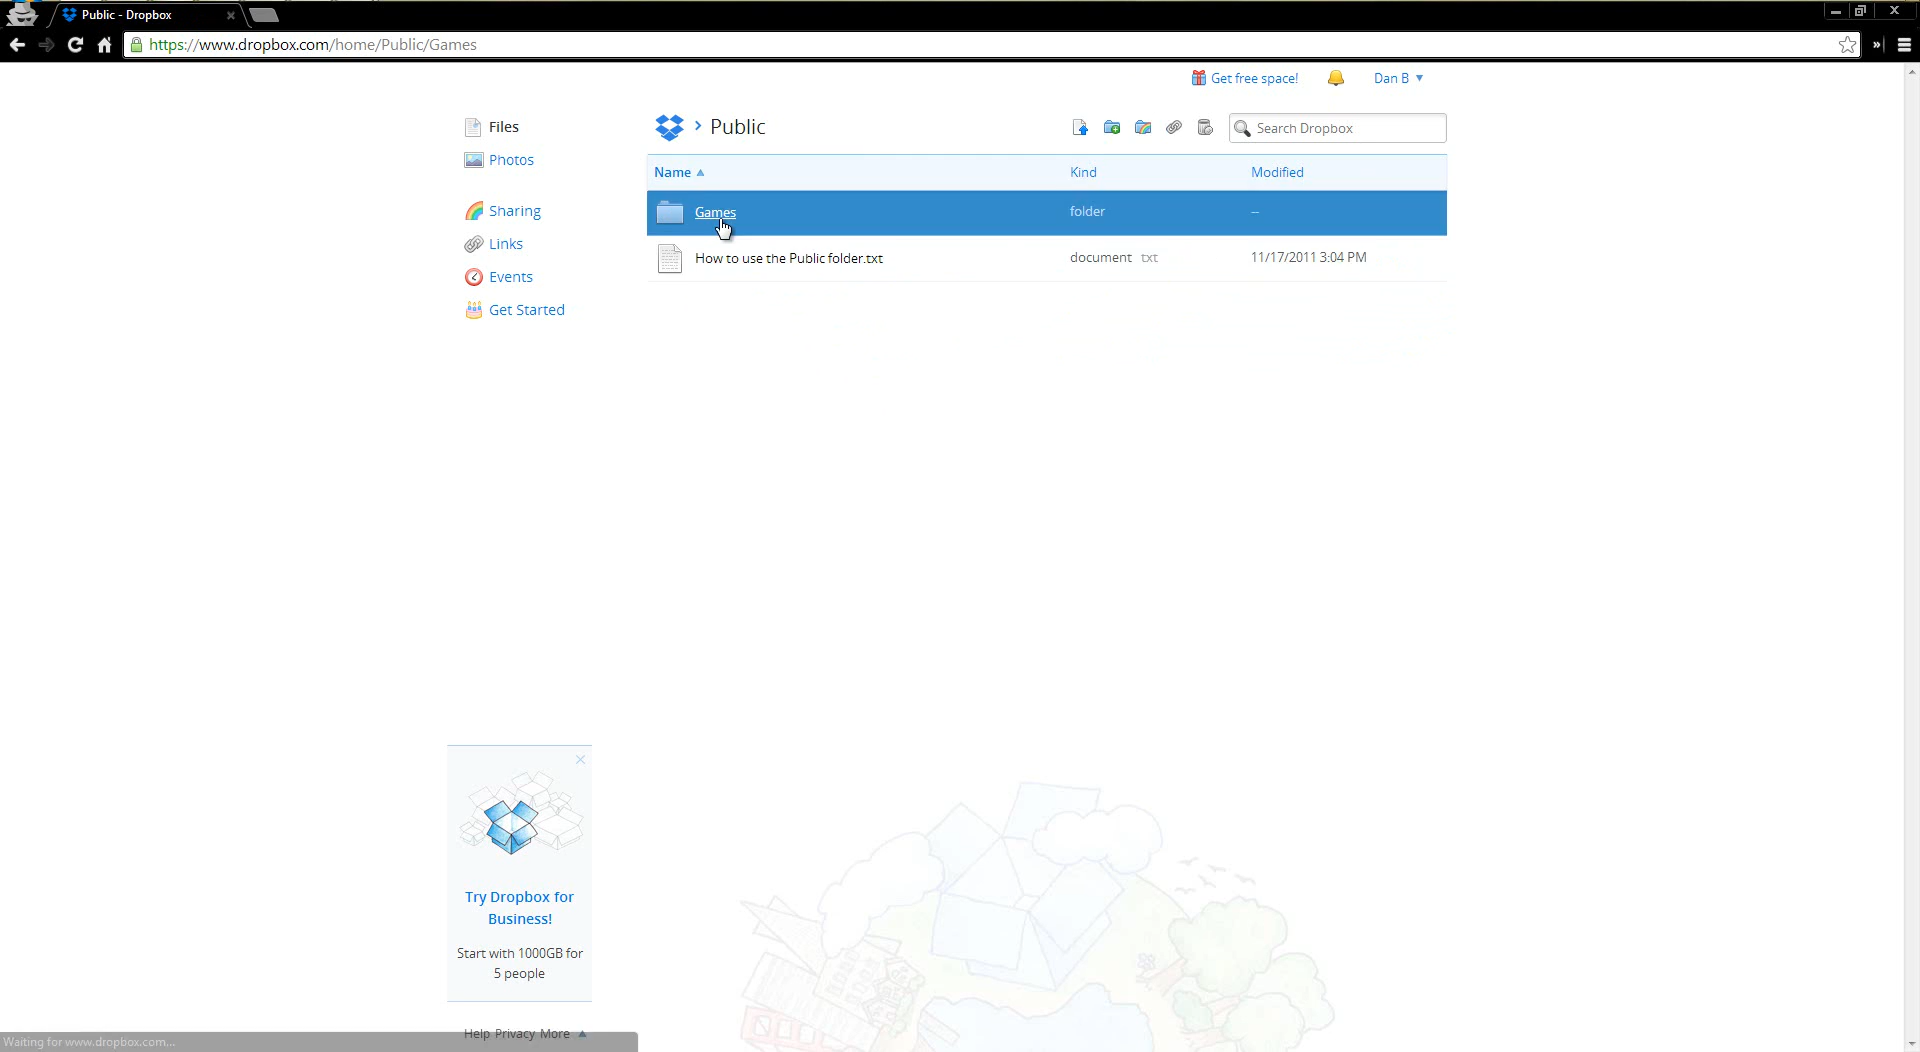 Public - Dropbox
https://www.dropbox.com/home/Public/Games
Get free space!
Dan B
Files
Photos
Sharing
Links
Events
Get Started
Public
Search Dropbox
Name
Kind
Modified
Games
folder
--
How to use the Public folder.txt
document txt
11/17/2011 3:04 PM
Try Dropbox for
Business!
Start with 1000GB for
5 people
Help Privacy More
Waiting for www.dropbox.com...